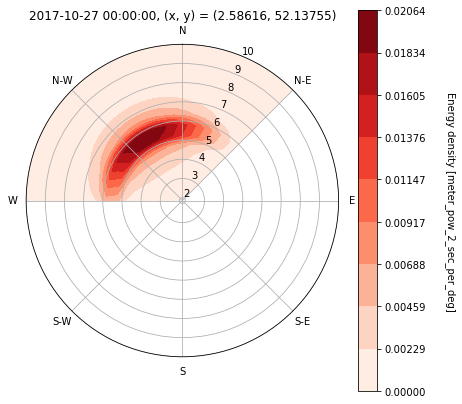 2017-10-27 00:00:00, (x, y) = (2.58616, 52.13755)
N
N-W
N-E
W
E
S-W
S-E
S
10
9
8
7
6
5
4
3
2
0.02064
0.01834
0.01605
0.01376
0.01147
0.00917
0.00688
0.00459
0.00229
0.00000
Energy density [meter_pow_2_sec_per_deg]